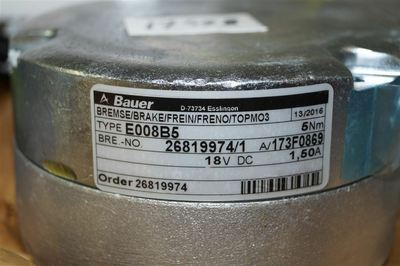 Bauer
D-73734 Esslingen
BREMSE/BRAKE/FREIN/FRENO/TOPMO3 13/2016
TYPE E008B5 5Nm
BRE.-NO 26819974/1 A/173F0869
18V DC 1,50A
Order 26819974